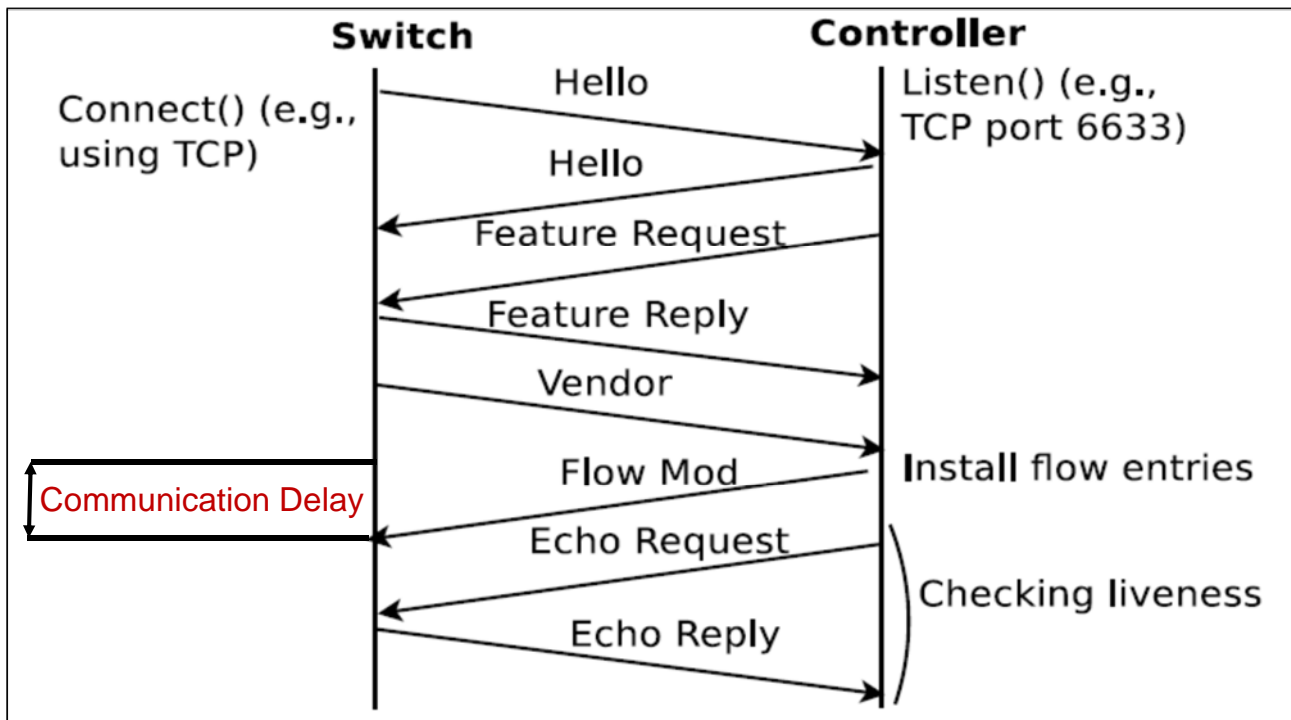 Switch
Controller
Hello
Connect() (e.g.,
using TCP)
Listen() (e.g.,
TCP port 6633)
Hello
Feature Request
Feature Reply
Vendor
Flow Mod
Install flow entries
Communication Delay
Echo Request
Checking liveness
Echo Reply